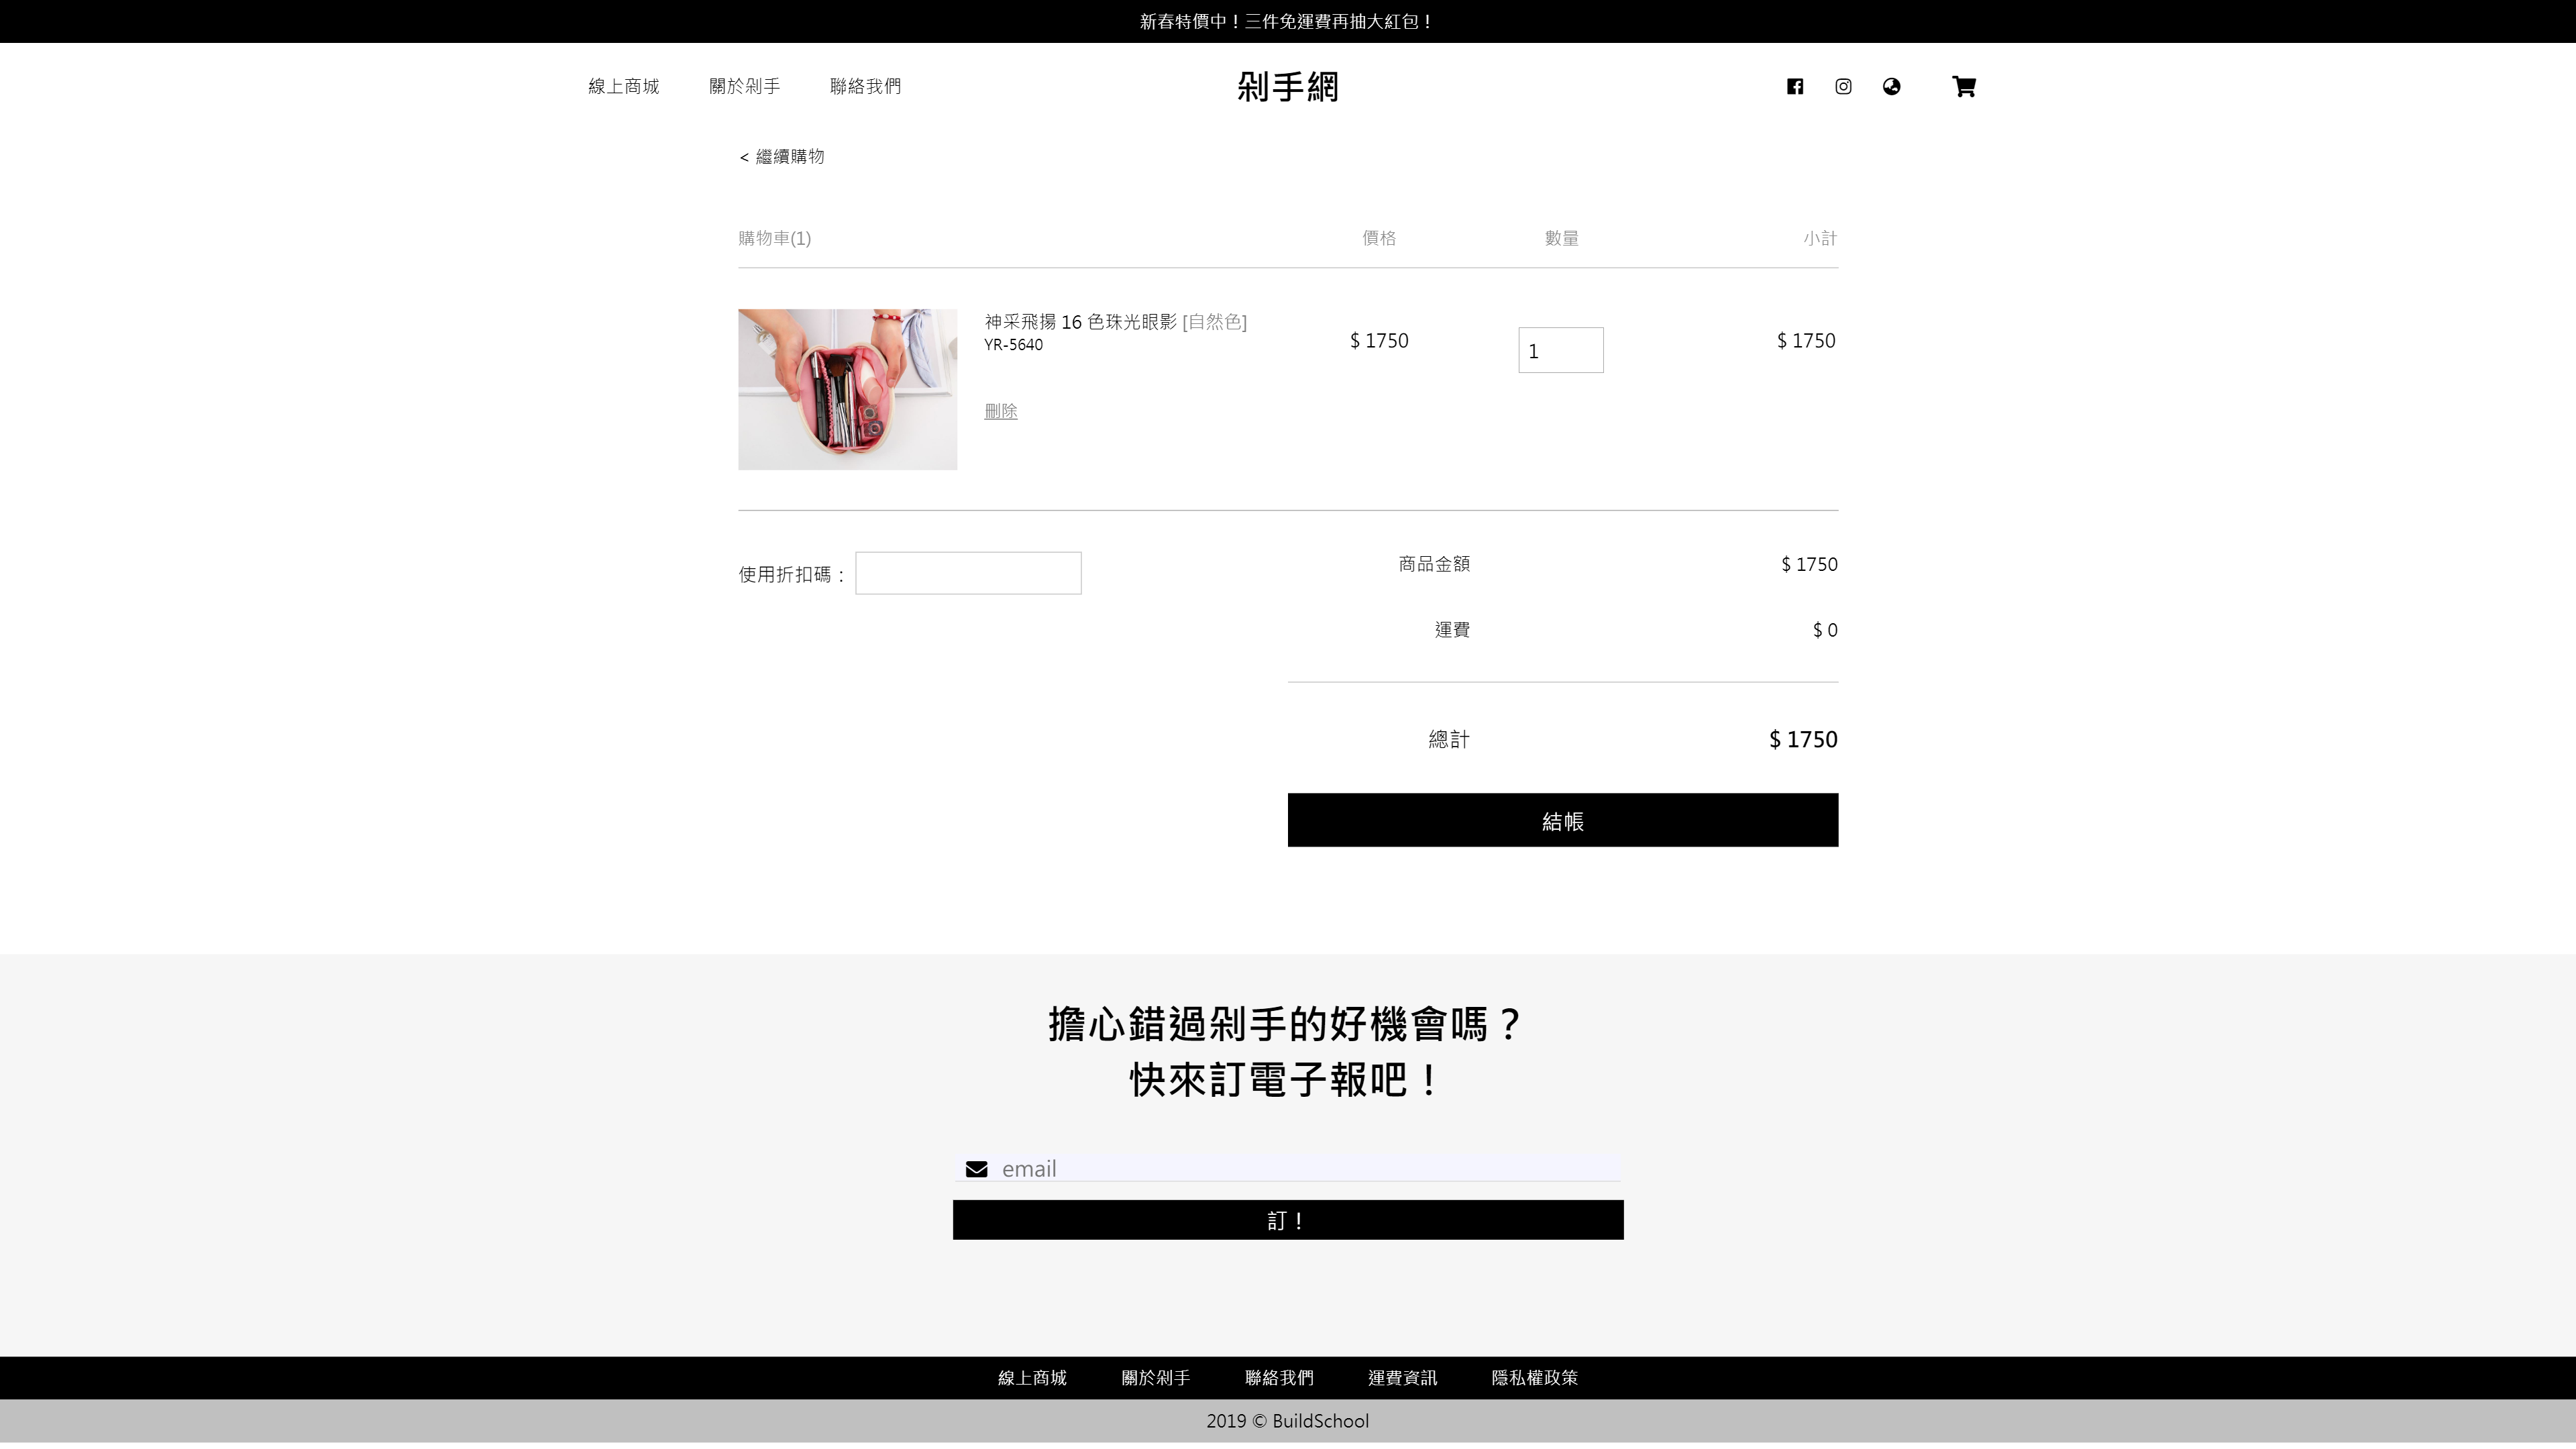 新春特價中！三件免運費再抽大紅包！
線上商城 關於剁手 聯絡我們 剁手網
< 繼續購物
購物車(1) 價格 數量 小計
神采飛揚 16 色珠光眼影 [自然色]
YR-5640
$ 1750 1 $ 1750
刪除
使用折扣碼：
商品金額 $ 1750
運費 $ 0
總計 $ 1750
結帳
擔心錯過剁手的好機會嗎？
快來訂電子報吧！
email
訂！
線上商城 關於剁手 聯絡我們 運費資訊 隱私權政策
2019 © BuildSchool